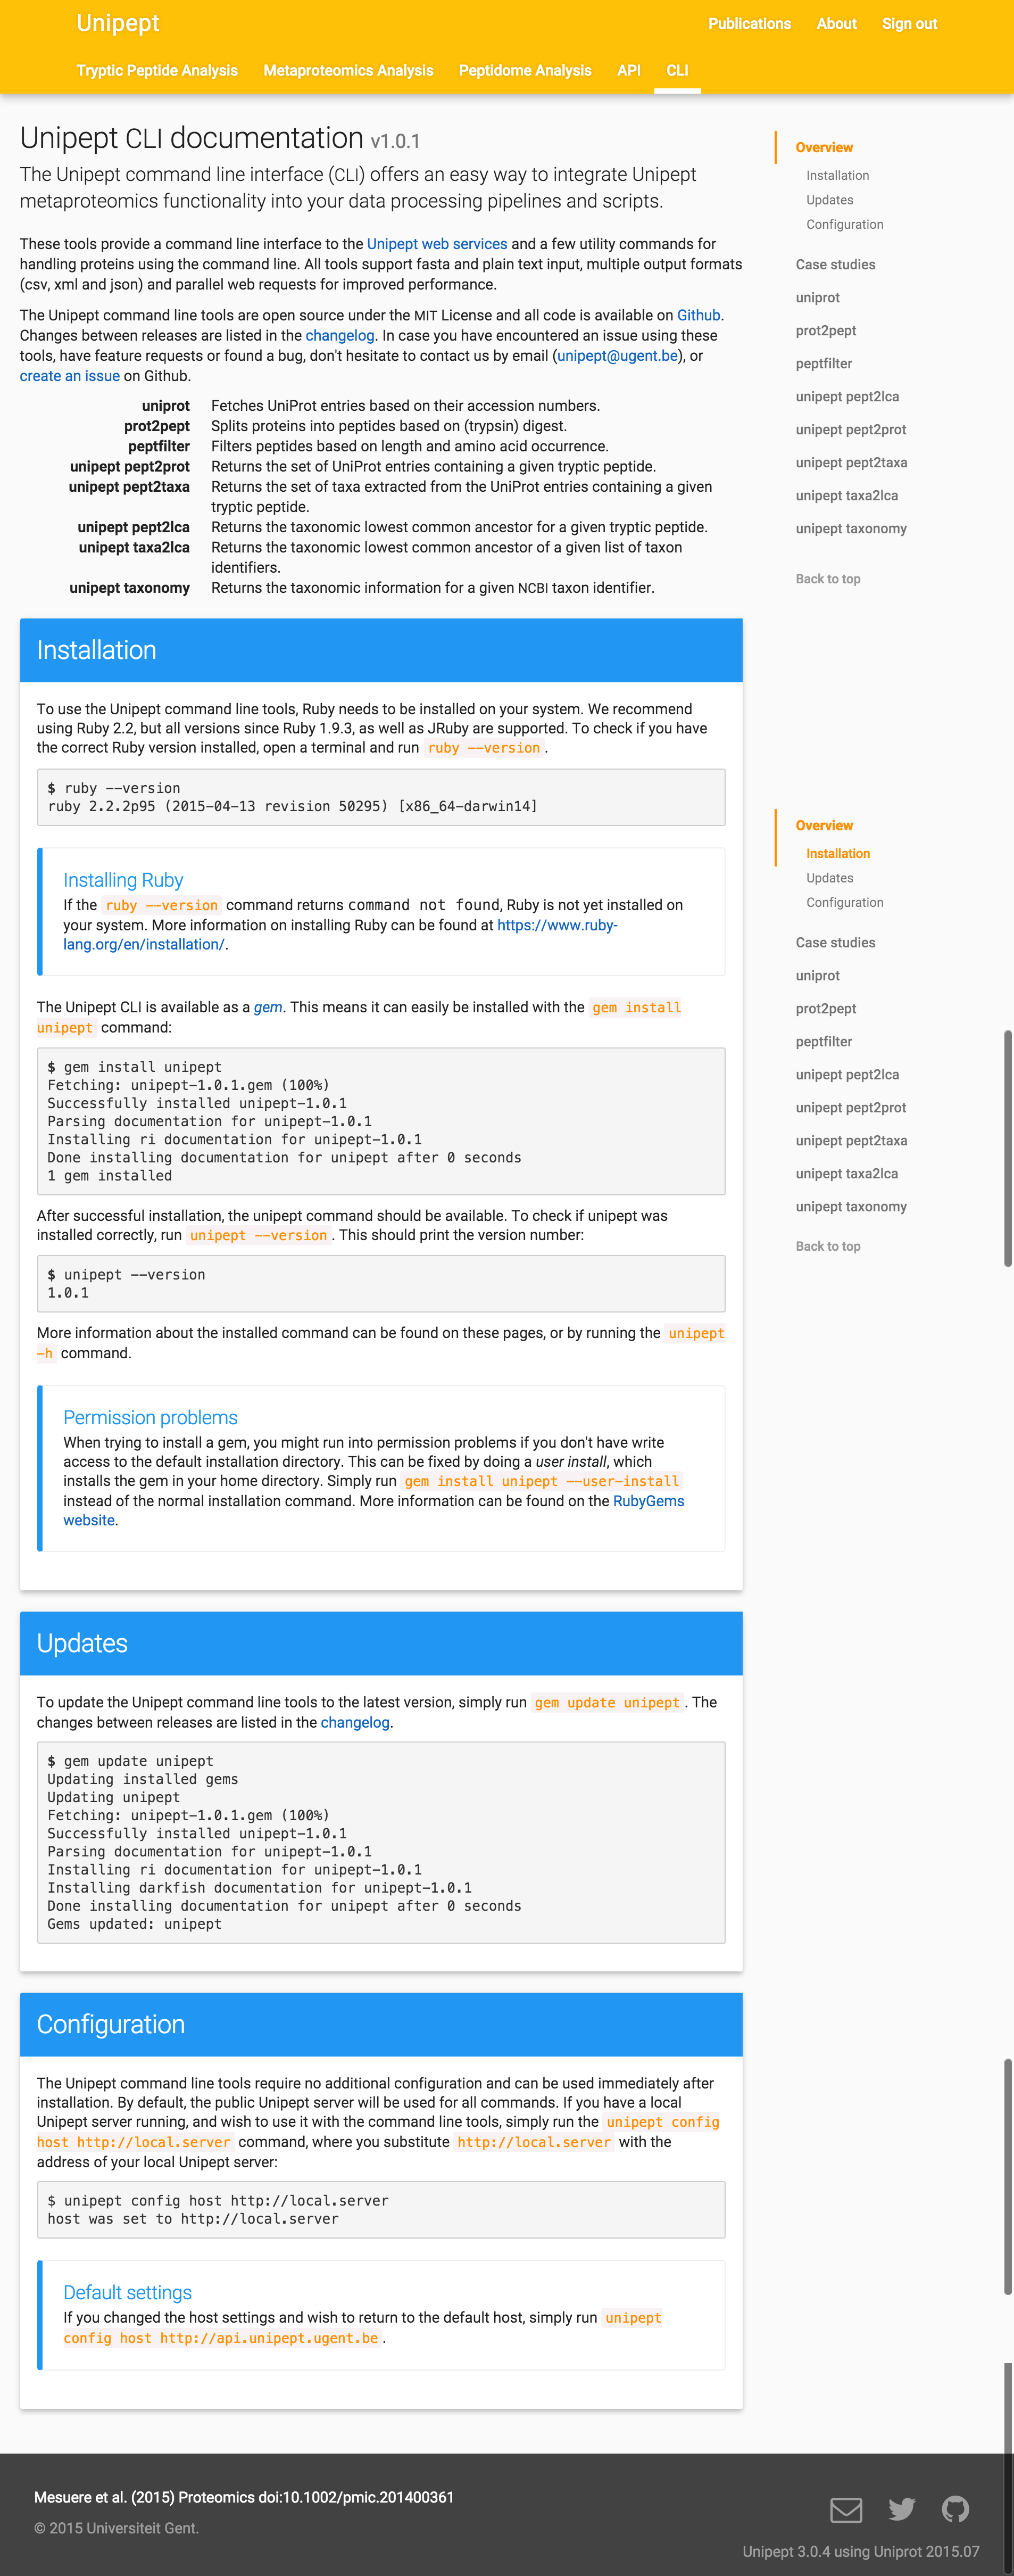 Unipept
Publications About Sign out
Tryptic Peptide Analysis Metaproteomics Analysis Peptidome Analysis API CLI
Unipept CLI documentation v1.0.1
The Unipept command line interface (CLI) offers an easy way to integrate Unipept
metaproteomics functionality into your data processing pipelines and scripts.
These tools provide a command line interface to the Unipept web services and a few utility commands for
handling proteins using the command line. All tools support fasta and plain text input, multiple output formats
(csv, xml and json) and parallel web requests for improved performance.
The Unipept command line tools are open source under the MIT License and all code is available on Github.
Changes between releases are listed in the changelog. In case you have encountered an issue using these
tools, have feature requests or found a bug, don't hesitate to contact us by email (unipept@ugent.be), or
create an issue on Github.
uniprot Fetches UniProt entries based on their accession numbers.
prot2pept Splits proteins into peptides based on (trypsin) digest.
peptfilter Filters peptides based on length and amino acid occurrence.
unipept pept2prot Returns the set of UniProt entries containing a given tryptic peptide.
unipept pept2taxa Returns the set of taxa extracted from the UniProt entries containing a given
tryptic peptide.
unipept pept2lca Returns the taxonomic lowest common ancestor for a given tryptic peptide.
unipept taxa2lca Returns the taxonomic lowest common ancestor of a given list of taxon
identifiers.
unipept taxonomy Returns the taxonomic information for a given NCBI taxon identifier.
Overview
Installation
Updates
Configuration
Case studies
uniprot
prot2pept
peptfilter
unipept pept2lca
unipept pept2prot
unipept pept2taxa
unipept taxa2lca
unipept taxonomy
Back to top
Installation
To use the Unipept command line tools, Ruby needs to be installed on your system. We recommend
using Ruby 2.2, but all versions since Ruby 1.9.3, as well as JRuby are supported. To check if you have
the correct Ruby version installed, open a terminal and run ruby --version.
$ ruby --version
ruby 2.2.2p95 (2015-04-13 revision 50295) [x86_64-darwin14]
Installing Ruby
If the ruby --version command returns command not found, Ruby is not yet installed on
your system. More information on installing Ruby can be found at https://www.ruby-
lang.org/en/installation/.
The Unipept CLI is available as a gem. This means it can easily be installed with the gem install
unipept command:
$ gem install unipept
Fetching: unipept-1.0.1.gem (100%)
Successfully installed unipept-1.0.1
Parsing documentation for unipept-1.0.1
Installing ri documentation for unipept-1.0.1
Done installing documentation for unipept after 0 seconds
1 gem installed
After successful installation, the unipept command should be available. To check if unipept was
installed correctly, run unipept --version. This should print the version number:
$ unipept --version
1.0.1
More information about the installed command can be found on these pages, or by running the unipept
-h command.
Permission problems
When trying to install a gem, you might run into permission problems if you don't have write
access to the default installation directory. This can be fixed by doing a user install, which
installs the gem in your home directory. Simply run gem install unipept --user-install
instead of the normal installation command. More information can be found on the RubyGems
website.
Overview
Installation
Updates
Configuration
Case studies
uniprot
prot2pept
peptfilter
unipept pept2lca
unipept pept2prot
unipept pept2taxa
unipept taxa2lca
unipept taxonomy
Back to top
Updates
To update the Unipept command line tools to the latest version, simply run gem update unipept. The
changes between releases are listed in the changelog.
$ gem update unipept
Updating installed gems
Updating unipept
Fetching: unipept-1.0.1.gem (100%)
Successfully installed unipept-1.0.1
Parsing documentation for unipept-1.0.1
Installing ri documentation for unipept-1.0.1
Installing darkfish documentation for unipept-1.0.1
Done installing documentation for unipept after 0 seconds
Gems updated: unipept
Configuration
The Unipept command line tools require no additional configuration and can be used immediately after
installation. By default, the public Unipept server will be used for all commands. If you have a local
Unipept server running, and wish to use it with the command line tools, simply run the unipept config
host http://local.server command, where you substitute http://local.server with the
address of your local Unipept server:
$ unipept config host http://local.server
host was set to http://local.server
Default settings
If you changed the host settings and wish to return to the default host, simply run unipept
config host http://api.unipept.ugent.be.
Mesuere et al. (2015) Proteomics doi:10.1002/pmic.201400361
© 2015 Universiteit Gent.
Unipept 3.0.4 using Uniprot 2015.07